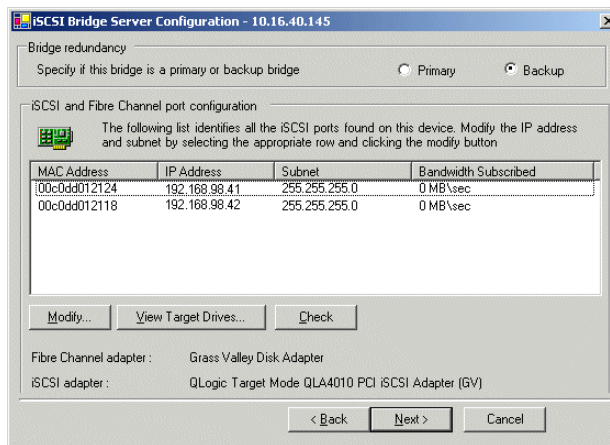 iSCSI Bridge Server Configuration - 10.16.40.145
Bridge redundancy
Specify if this bridge is a primary or backup bridge Primary Backup
iSCSI and Fibre Channel port configuration
The following list identifies all the iSCSI ports found on this device. Modify the IP address
and subnet by selecting the appropriate row and clicking the modify button
MAC Address IP Address Subnet Bandwidth Subscribed
00c0dd012124 192.168.98.41 255.255.255.0 0 MB\sec
00c0dd012118 192.168.98.42 255.255.255.0 0 MB\sec
Modify... View Target Drives... Check
Fibre Channel adapter : Grass Valley Disk Adapter
iSCSI adapter : QLogic Target Mode QLA4010 PCI iSCSI Adapter (GV)
< Back Next > Cancel